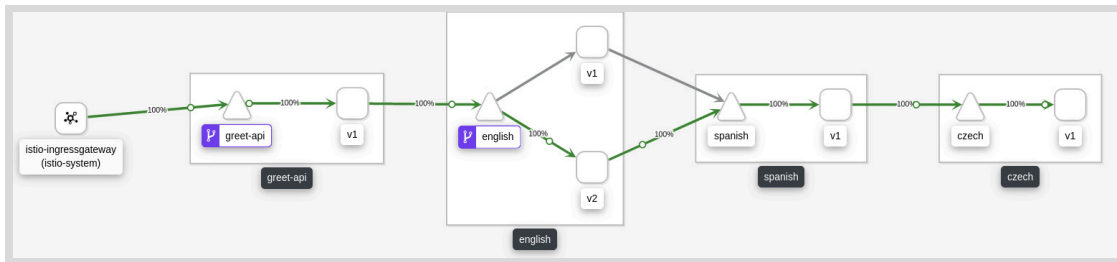 istio-ingressgateway
(istio-system)
100%
greet-api
100%
v1
greet-api
100%
english
v1
100%
v2
english
100%
spanish
100%
v1
spanish
100%
czech
100%
v1
czech